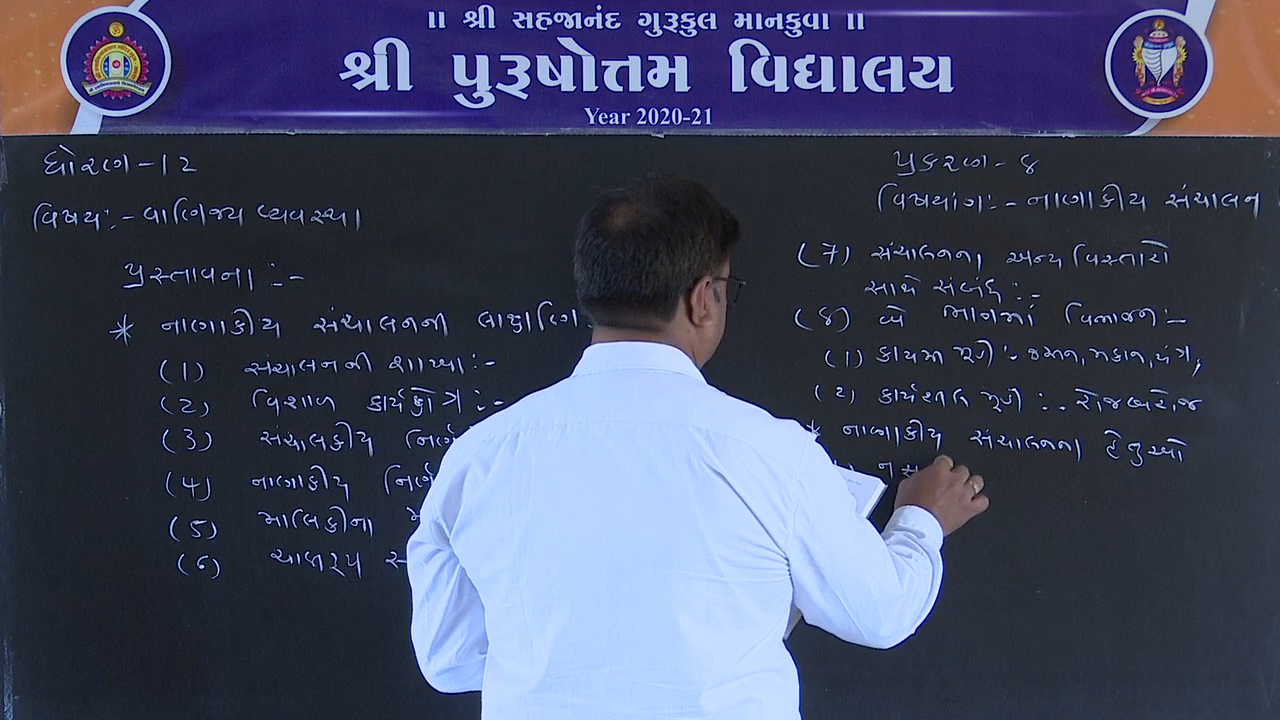 ॥ શ્રી સહજાનંદ ગુરૂકુલ માનકુવા ॥
શ્રી પુરૂષોત્તમ વિદ્યાલય
Year 2020-21
ધોરણ - 12
વિષય :- વાણિજ્ય વ્યવસ્થા
પ્રસ્તાવના :-
* નાણાકીય સંચાલનની
(1) સંચાલનની શાખા :-
(2) વિશાળ કાર્યક્ષેત્ર :-
(3) સંચાલકીય
(4) નાણાકીય
(5) માલિકીના
(6)
પ્રકરણ - ૪
વિષયાંગ :- નાણાકીય સંચાલન
(7) સંચાલનના અન્ય વિસ્તારો
સાથે સંબંધ :-
(8) બે ભાગમાં વિભાજન :-
(1) કાયમી મૂડી :- જમીન, મકાન, યંત્ર,
(2) કાર્યશીલ મૂડી :- રોજબરોજ
* નાણાકીય સંચાલનના હેતુઓ